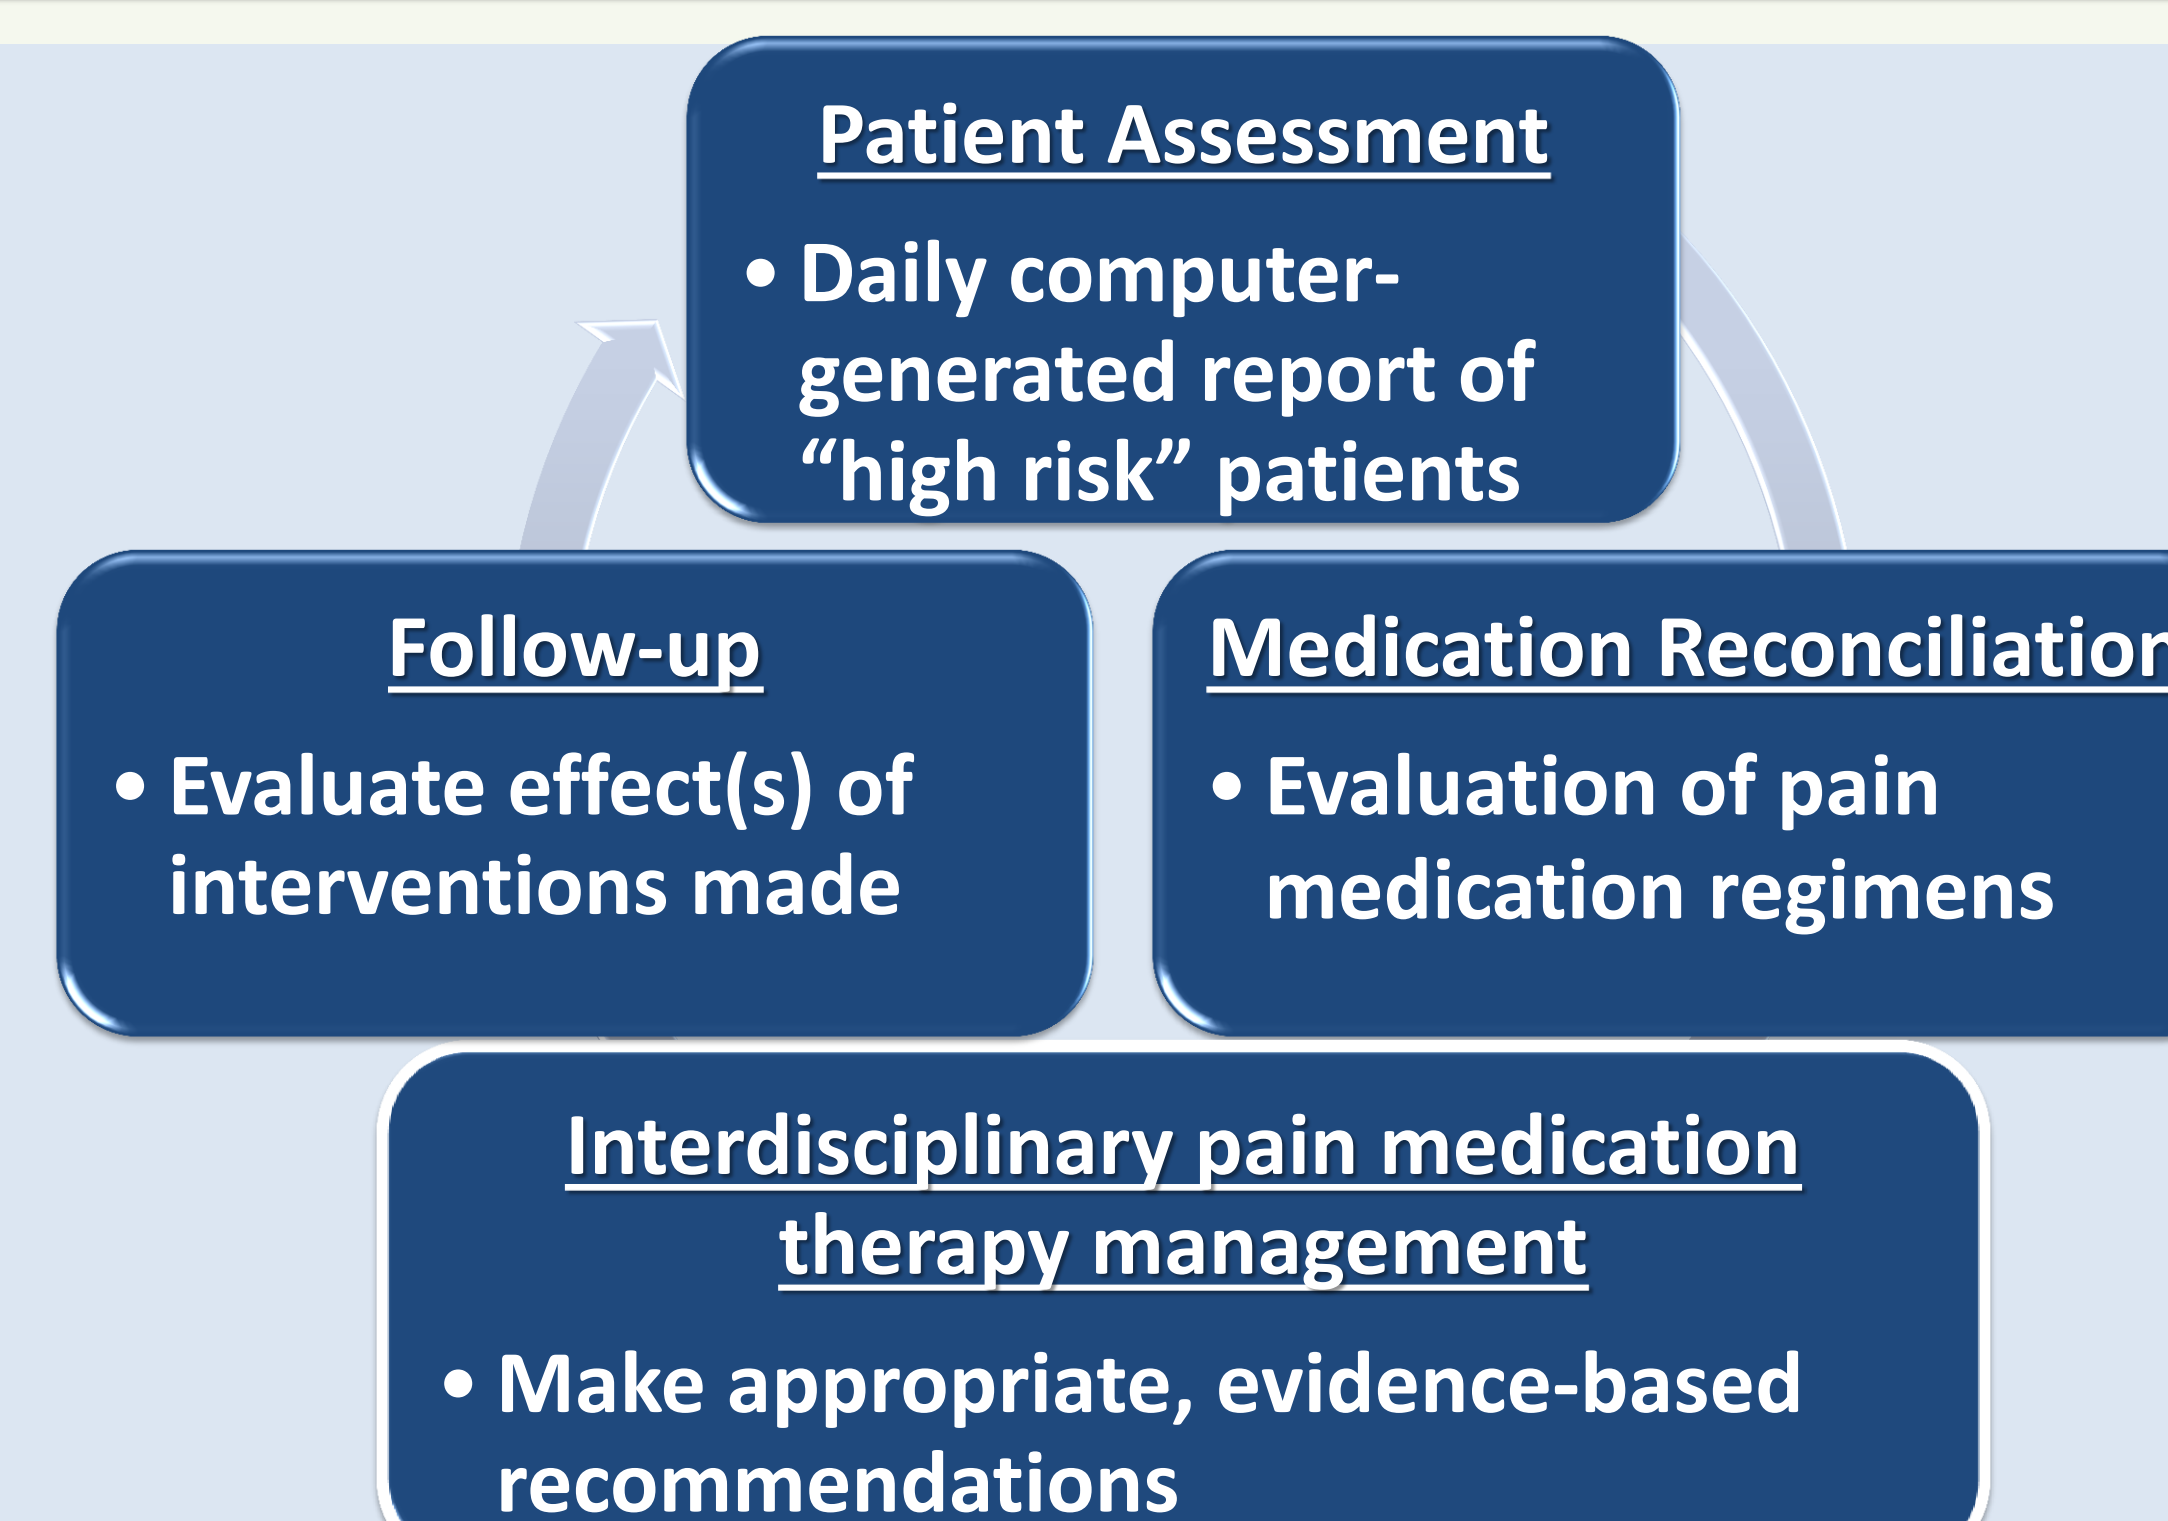 Patient Assessment
• Daily computer-
generated report of
“high risk” patients
Follow-up
• Evaluate effect(s) of
interventions made
Medication Reconciliation
• Evaluation of pain
medication regimens
Interdisciplinary pain medication
therapy management
• Make appropriate, evidence-based
recommendations